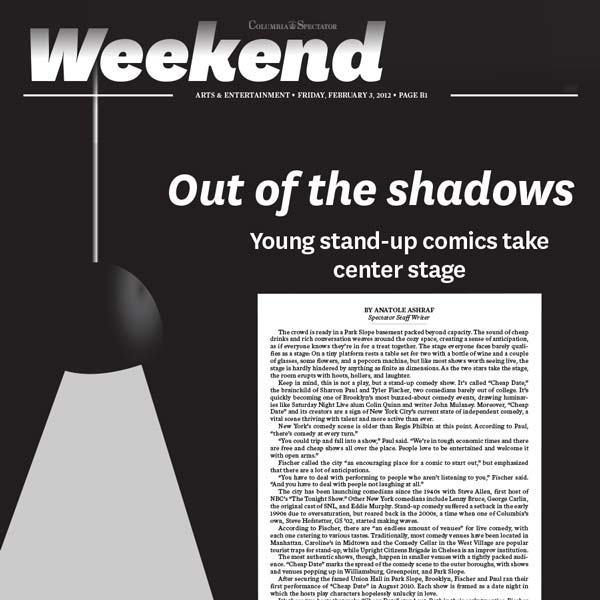 COLUMBIA SPECTATOR
Weekend
ARTS & ENTERTAINMENT • FRIDAY, FEBRUARY 3, 2012 • PAGE B1
Out of the shadows
Young stand-up comics take
center stage
BY ANATOLE ASHRAF
Spectator Staff Writer
The crowd is ready in a Park Slope basement packed beyond capacity. The sound of cheap
drinks and rich conversation weaves around the cozy space, creating a sense of anticipation,
as if everyone knows they're in for a treat together. The stage everyone faces barely quali-
fies as a stage: On a tiny platform rests a table set for two with a bottle of wine and a couple
of glasses, some flowers, and a popcorn machine, but like most shows worth seeing live, the
stage is hardly hindered by anything as finite as dimensions. As the two stars take the stage,
the room erupts with hoots, hollers, and laughter.
Keep in mind, this is not a play, but a stand-up comedy show. It's called "Cheap Date,"
the brainchild of Sharron Paul and Tyler Fischer, two comedians barely out of college. It's
quickly becoming one of Brooklyn's most buzzed-about comedy events, drawing luminar-
ies like Saturday Night Live alum Colin Quinn and writer John Mulaney. Moreover, "Cheap
Date" and its creators are a sign of New York City's current state of independent comedy, a
vital scene thriving with talent and more active than ever.
New York's comedy scene is older than Regis Philbin at this point. According to Paul,
"there's comedy at every turn."
"You could trip and fall into a show," Paul said. "We're in tough economic times and there
are free and cheap shows all over the place. People love to be entertained and welcome it
with open arms."
Fischer called the city "an encouraging place for a comic to start out," but emphasized
that there are a lot of anticipations.
"You have to deal with performing to people who aren't listening to you," Fischer said.
"And you have to deal with people not laughing at all."
The city has been launching comedians since the 1940s with Steve Allen, first host of
NBC's "The Tonight Show." Other New York comedians include Lenny Bruce, George Carlin,
the original cast of SNL, and Eddie Murphy. Stand-up comedy suffered a setback in the early
1990s due to oversaturation, but roared back in the 2000s, a time when one of Columbia's
own, Steve Hofstetter, GS '02, started making waves.
According to Fischer, there are "an endless amount of venues" for live comedy, with
each one catering to various tastes. Traditionally, most comedy venues have been located in
Manhattan. Caroline's in Midtown and the Comedy Cellar in the West Village are popular
tourist traps for stand-up, while Upright Citizens Brigade in Chelsea is an improv institution.
The most authentic shows, though, happen in smaller venues with a tightly packed audi-
ence. "Cheap Date" marks the spread of the comedy scene to the outer boroughs, with shows
and venues popping up in Williamsburg, Greenpoint, and Park Slope.
After securing the famed Union Hall in Park Slope, Brooklyn, Fischer and Paul ran their
first performance of "Cheap Date" in August 2010. Each show is framed as a date night in
which the hosts play characters hopelessly unlucky in love.